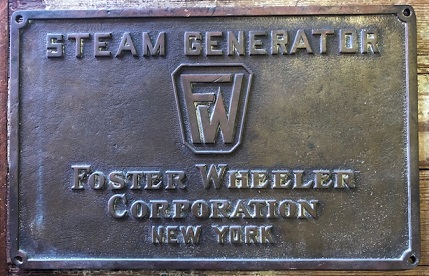 STEAM GENERATOR
FW
FOSTER WHEELER
CORPORATION
NEW YORK